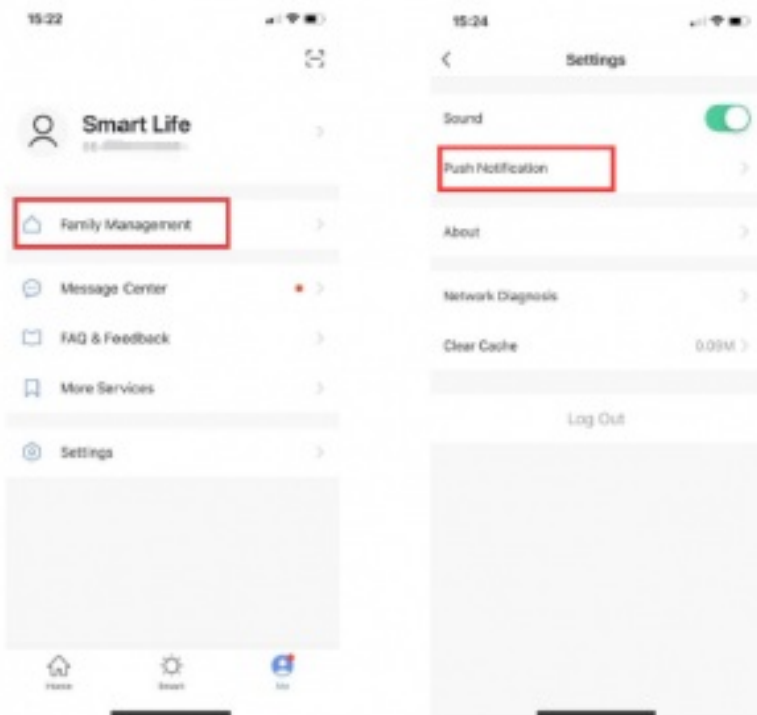 15:22
Smart Life
Family Management
Message Center
FAQ & Feedback
More Services
Settings
Home
Smart
Me
15:24
Settings
Sound
Push Notification
About
Network Diagnosis
Clear Cache
0.09M
Log Out